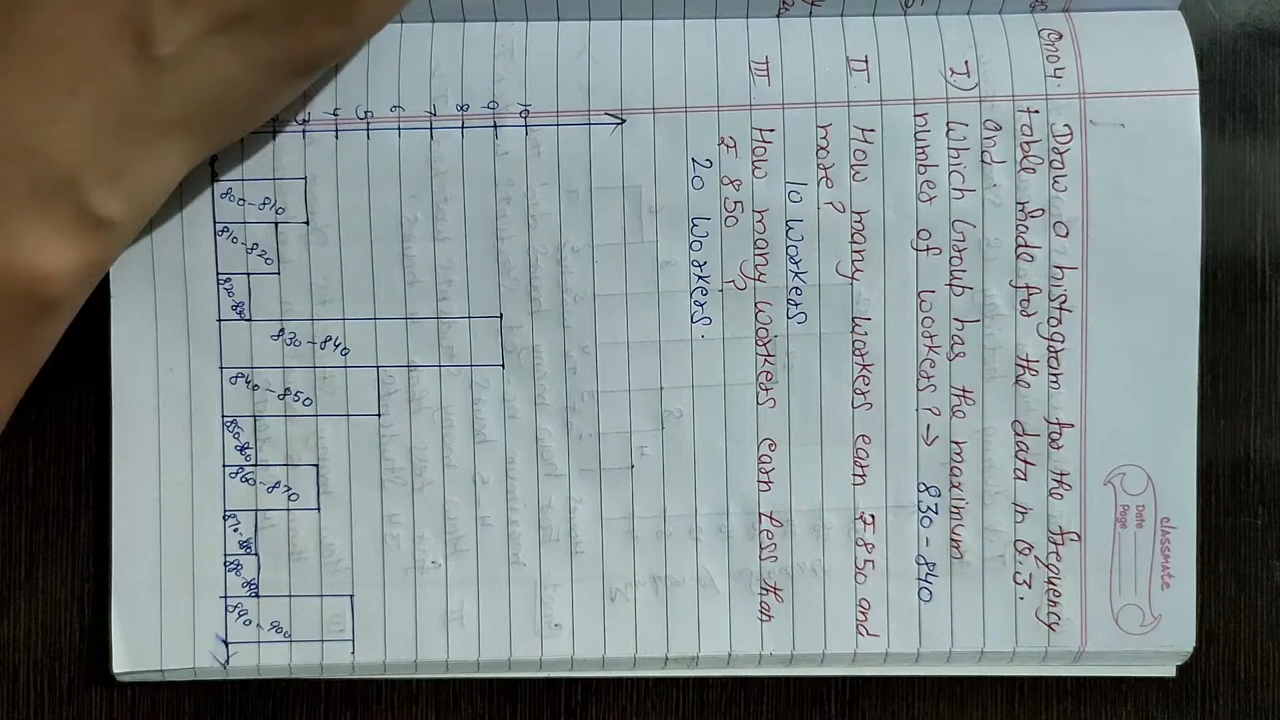 classmate
Date
Page
Qno4. Draw a histogram for the frequency
table made for the data in Q.3.
and :
I) Which Group has the maximum
number of workers? → 830-840
II How many workers earn ₹850 and
more?
10 Workers
III How many workers earn Less than
₹ 850 ?
20 Workers.
10
9
8
7
6
5
4
3
800-810
810-820
820-830
830-840
840-850
850-860
860-870
870-880
880-890
890-900